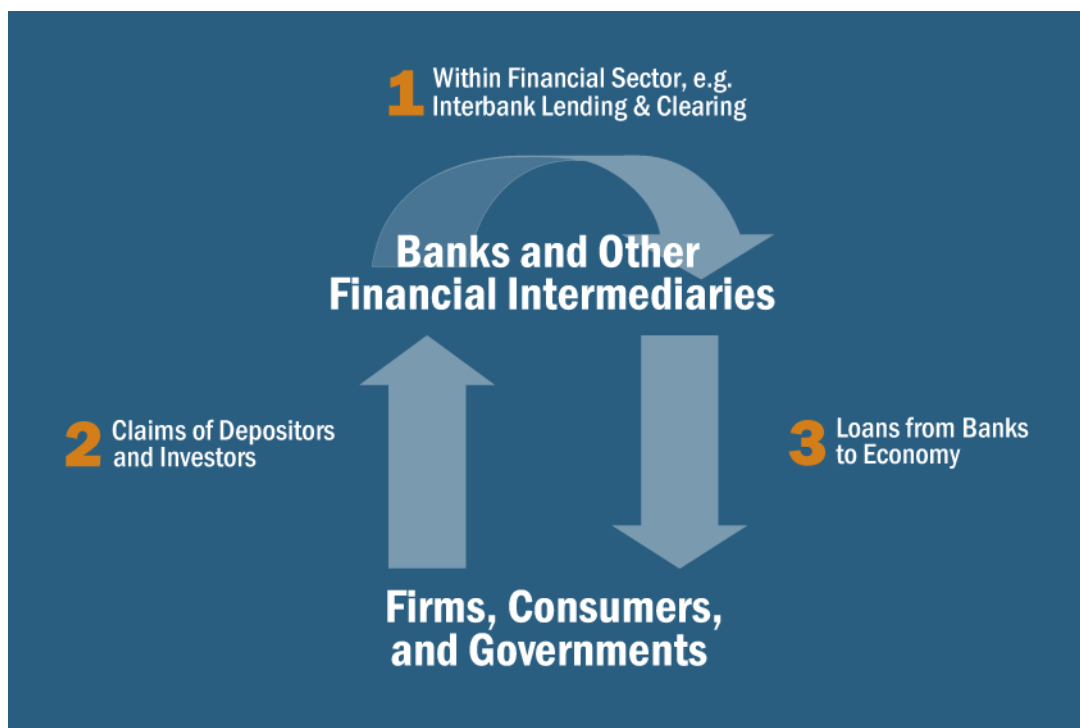 1 Within Financial Sector, e.g.
Interbank Lending & Clearing
Banks and Other
Financial Intermediaries
2 Claims of Depositors
and Investors
3 Loans from Banks
to Economy
Firms, Consumers,
and Governments